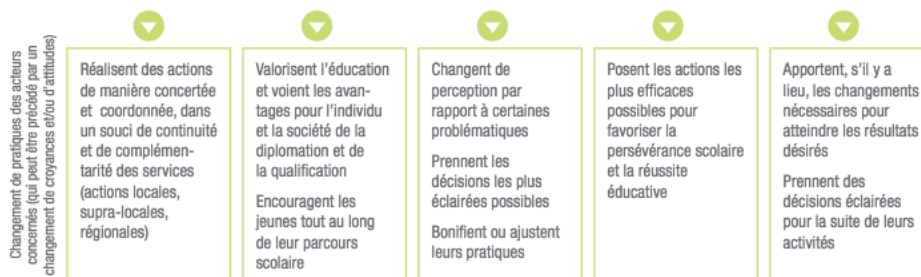 Changement de pratiques des acteurs
concernés (qui peut être précédé par un
changement de croyances et/ou d'attitudes)
Réalisent des actions
de manière concertée
et coordonnée, dans
un souci de continuité
et de complémen-
tarité des services
(actions locales,
supra-locales,
régionales)
Valorisent l'éducation
et voient les avan-
tages pour l'individu
et la société de la
diplomation et de
la qualification
Encouragent les
jeunes tout au long
de leur parcours
scolaire
Changent de
perception par
rapport à certaines
problématiques
Prennent les
décisions les plus
éclairées possibles
Bonifient ou ajustent
leurs pratiques
Posent les actions les
plus efficaces
possibles pour
favoriser la
persévérance scolaire
et la réussite
éducative
Apportent, s'il y a
lieu, les changements
nécessaires pour
atteindre les résultats
désirés
Prennent des
décisions éclairées
pour la suite de leurs
activités